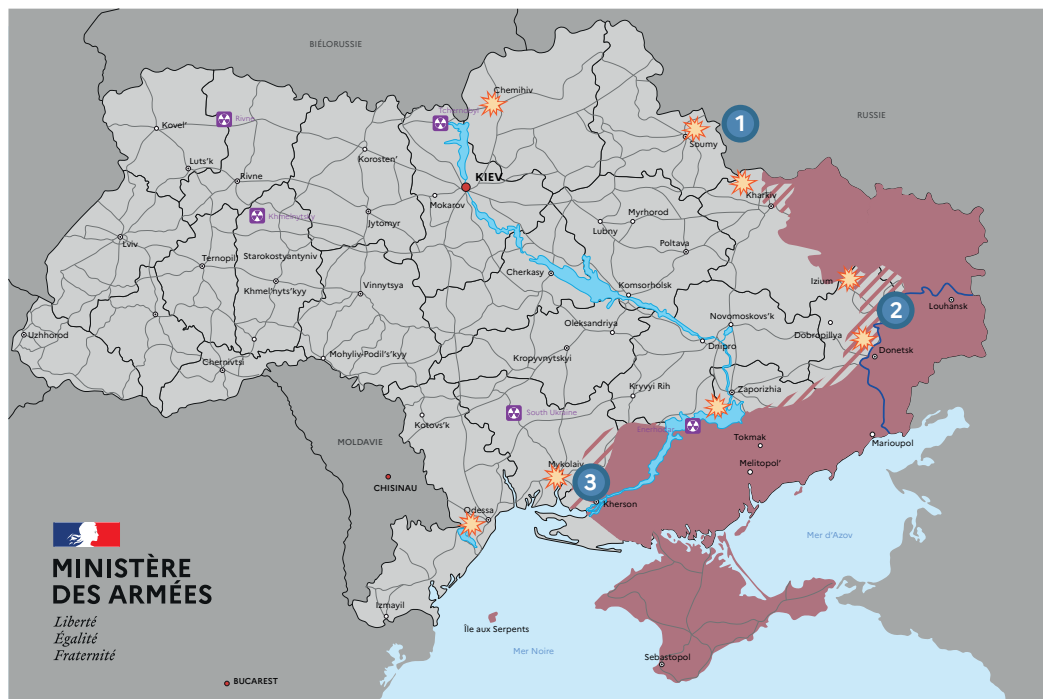 BIÉLORUSSIE
RUSSIE
Chernihiv
Tchernobyl
Kovel'
Rivne
1
Soumy
Korosten'
Luts'k
Rivne
KIEV
Kharkiv
Mokarov
Khmelnytsky
Myrhorod
Lubny
Jytomyr
Lviv
Poltava
Starokostyantyniv
Ternopil
Cherkasy
Izium
Khmel'nyts'kyy
Vinnytsya
Komsorholsk
Louhansk
2
Novomoskovs'k
Oleksandriya
Uzhhorod
Dobropillya
Dnipro
Mohyliv-Podil's'kyy
Kropyvnytskyi
Donetsk
Chernivtsi
Kryvyi Rih
Zaporizhia
South Ukraine
Kotovs'k
Enerhodar
Tokmak
MOLDAVIE
Marioupol
Mykolaiv
Melitopol'
3
CHISINAU
Kherson
Odessa
Mer d'Azov
MINISTÈRE
DES ARMÉES
Liberté
Égalité
Fraternité
Izmayil
Île aux Serpents
Mer Noire
Sebastopol
BUCAREST